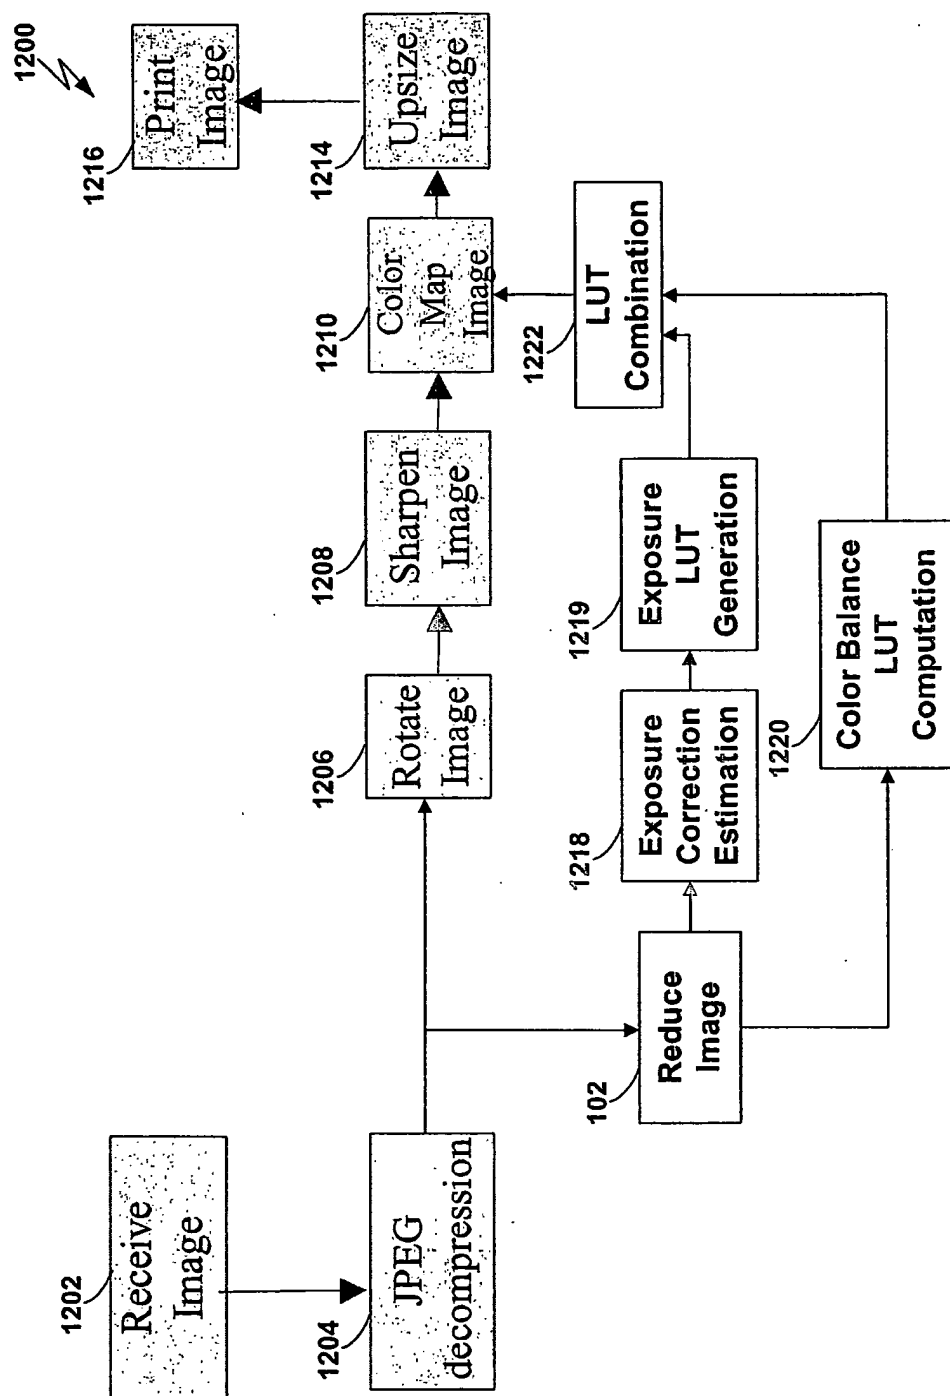 1200
1202
Receive
Image
1204
JPEG
decompression
1206
Rotate
Image
1208
Sharpen
Image
1210
Color
Map
Image
1214
Upsize
Image
1216
Print
Image
102
Reduce
Image
1218
Exposure
Correction
Estimation
1219
Exposure
LUT
Generation
1222
LUT
Combination
1220
Color Balance
LUT
Computation